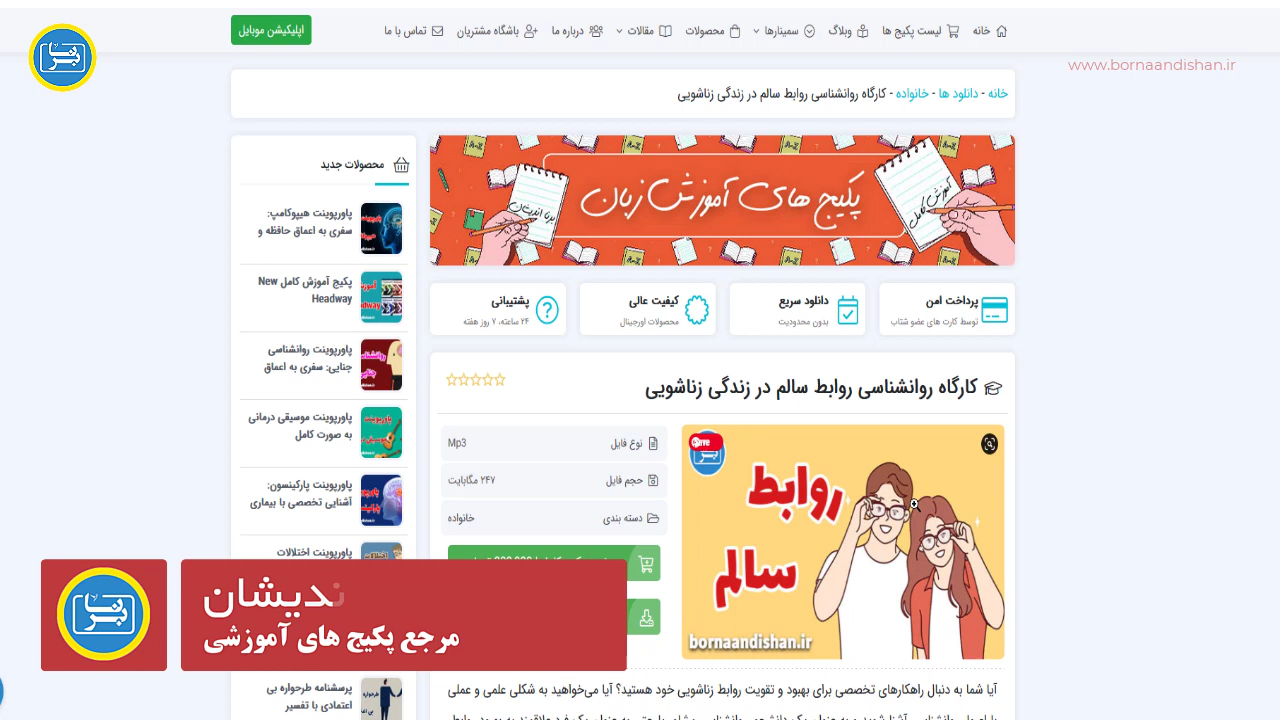 خانه
لیست پکیج ها
وبلاگ
سمینارها
محصولات
مقالات
درباره ما
باشگاه مشتریان
تماس با ما
اپلیکیشن موبایل
برنا
www.bornaandishan.ir
خانه - دانلود ها - خانواده - کارگاه روانشناسی روابط سالم در زندگی زناشویی
پکیج های آموزش زبان
برنا اندیشان
آموزش کامل
پرداخت امن
توسط کارت های عضو شتاب
دانلود سریع
بدون محدودیت
کیفیت عالی
محصولات اورجینال
پشتیبانی
۲۴ ساعته، ۷ روز هفته
کارگاه روانشناسی روابط سالم در زندگی زناشویی
نوع فایل
Mp3
حجم فایل
۲۴۷ مگابایت
دسته بندی
خانواده
Save
روابط
سالم
bornaandishan.ir
آیا شما به دنبال راهکارهای تخصصی برای بهبود و تقویت روابط زناشویی خود هستید؟ آیا می‌خواهید به شکلی علمی و عملی
محصولات جدید
پاورپوینت هیپوکامپ:
سفری به اعماق حافظه و
پکیج آموزش کامل New
Headway
پاورپوینت روانشناسی
جنایی: سفری به اعماق
پاورپوینت موسیقی درمانی
به صورت کامل
پاورپوینت پارکینسون:
آشنایی تخصصی با بیماری
پاورپوینت اختلالات
پرسشنامه طرحواره بی
اعتمادی با تفسیر
برنا
ندیشان
مرجع پکیج های آموزشی